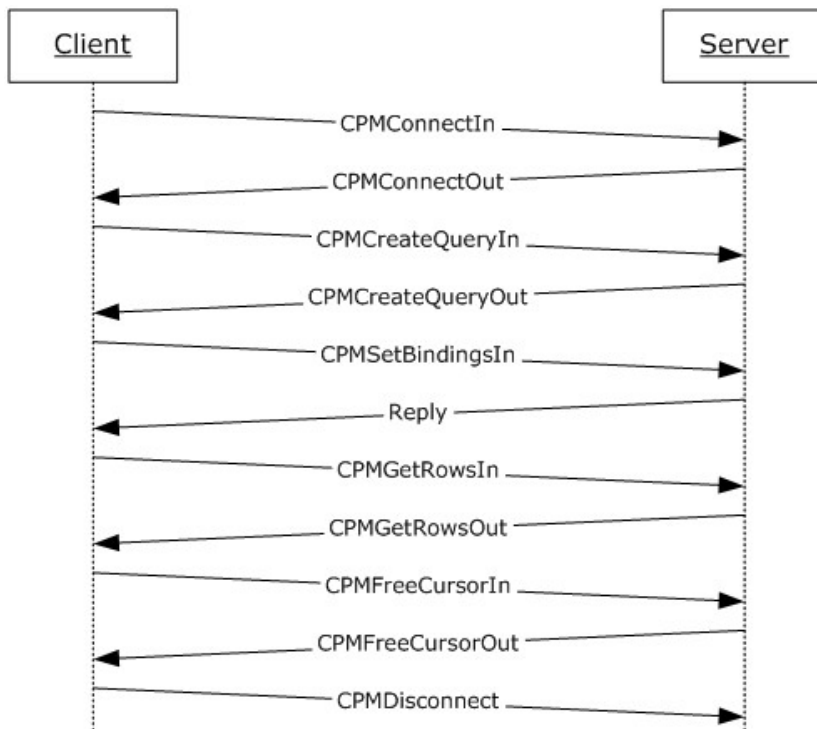 Client
Server
CPMConnectIn
CPMConnectOut
CPMCreateQueryIn
CPMCreateQueryOut
CPMSetBindingsIn
Reply
CPMGetRowsIn
CPMGetRowsOut
CPMFreeCursorIn
CPMFreeCursorOut
CPMDisconnect